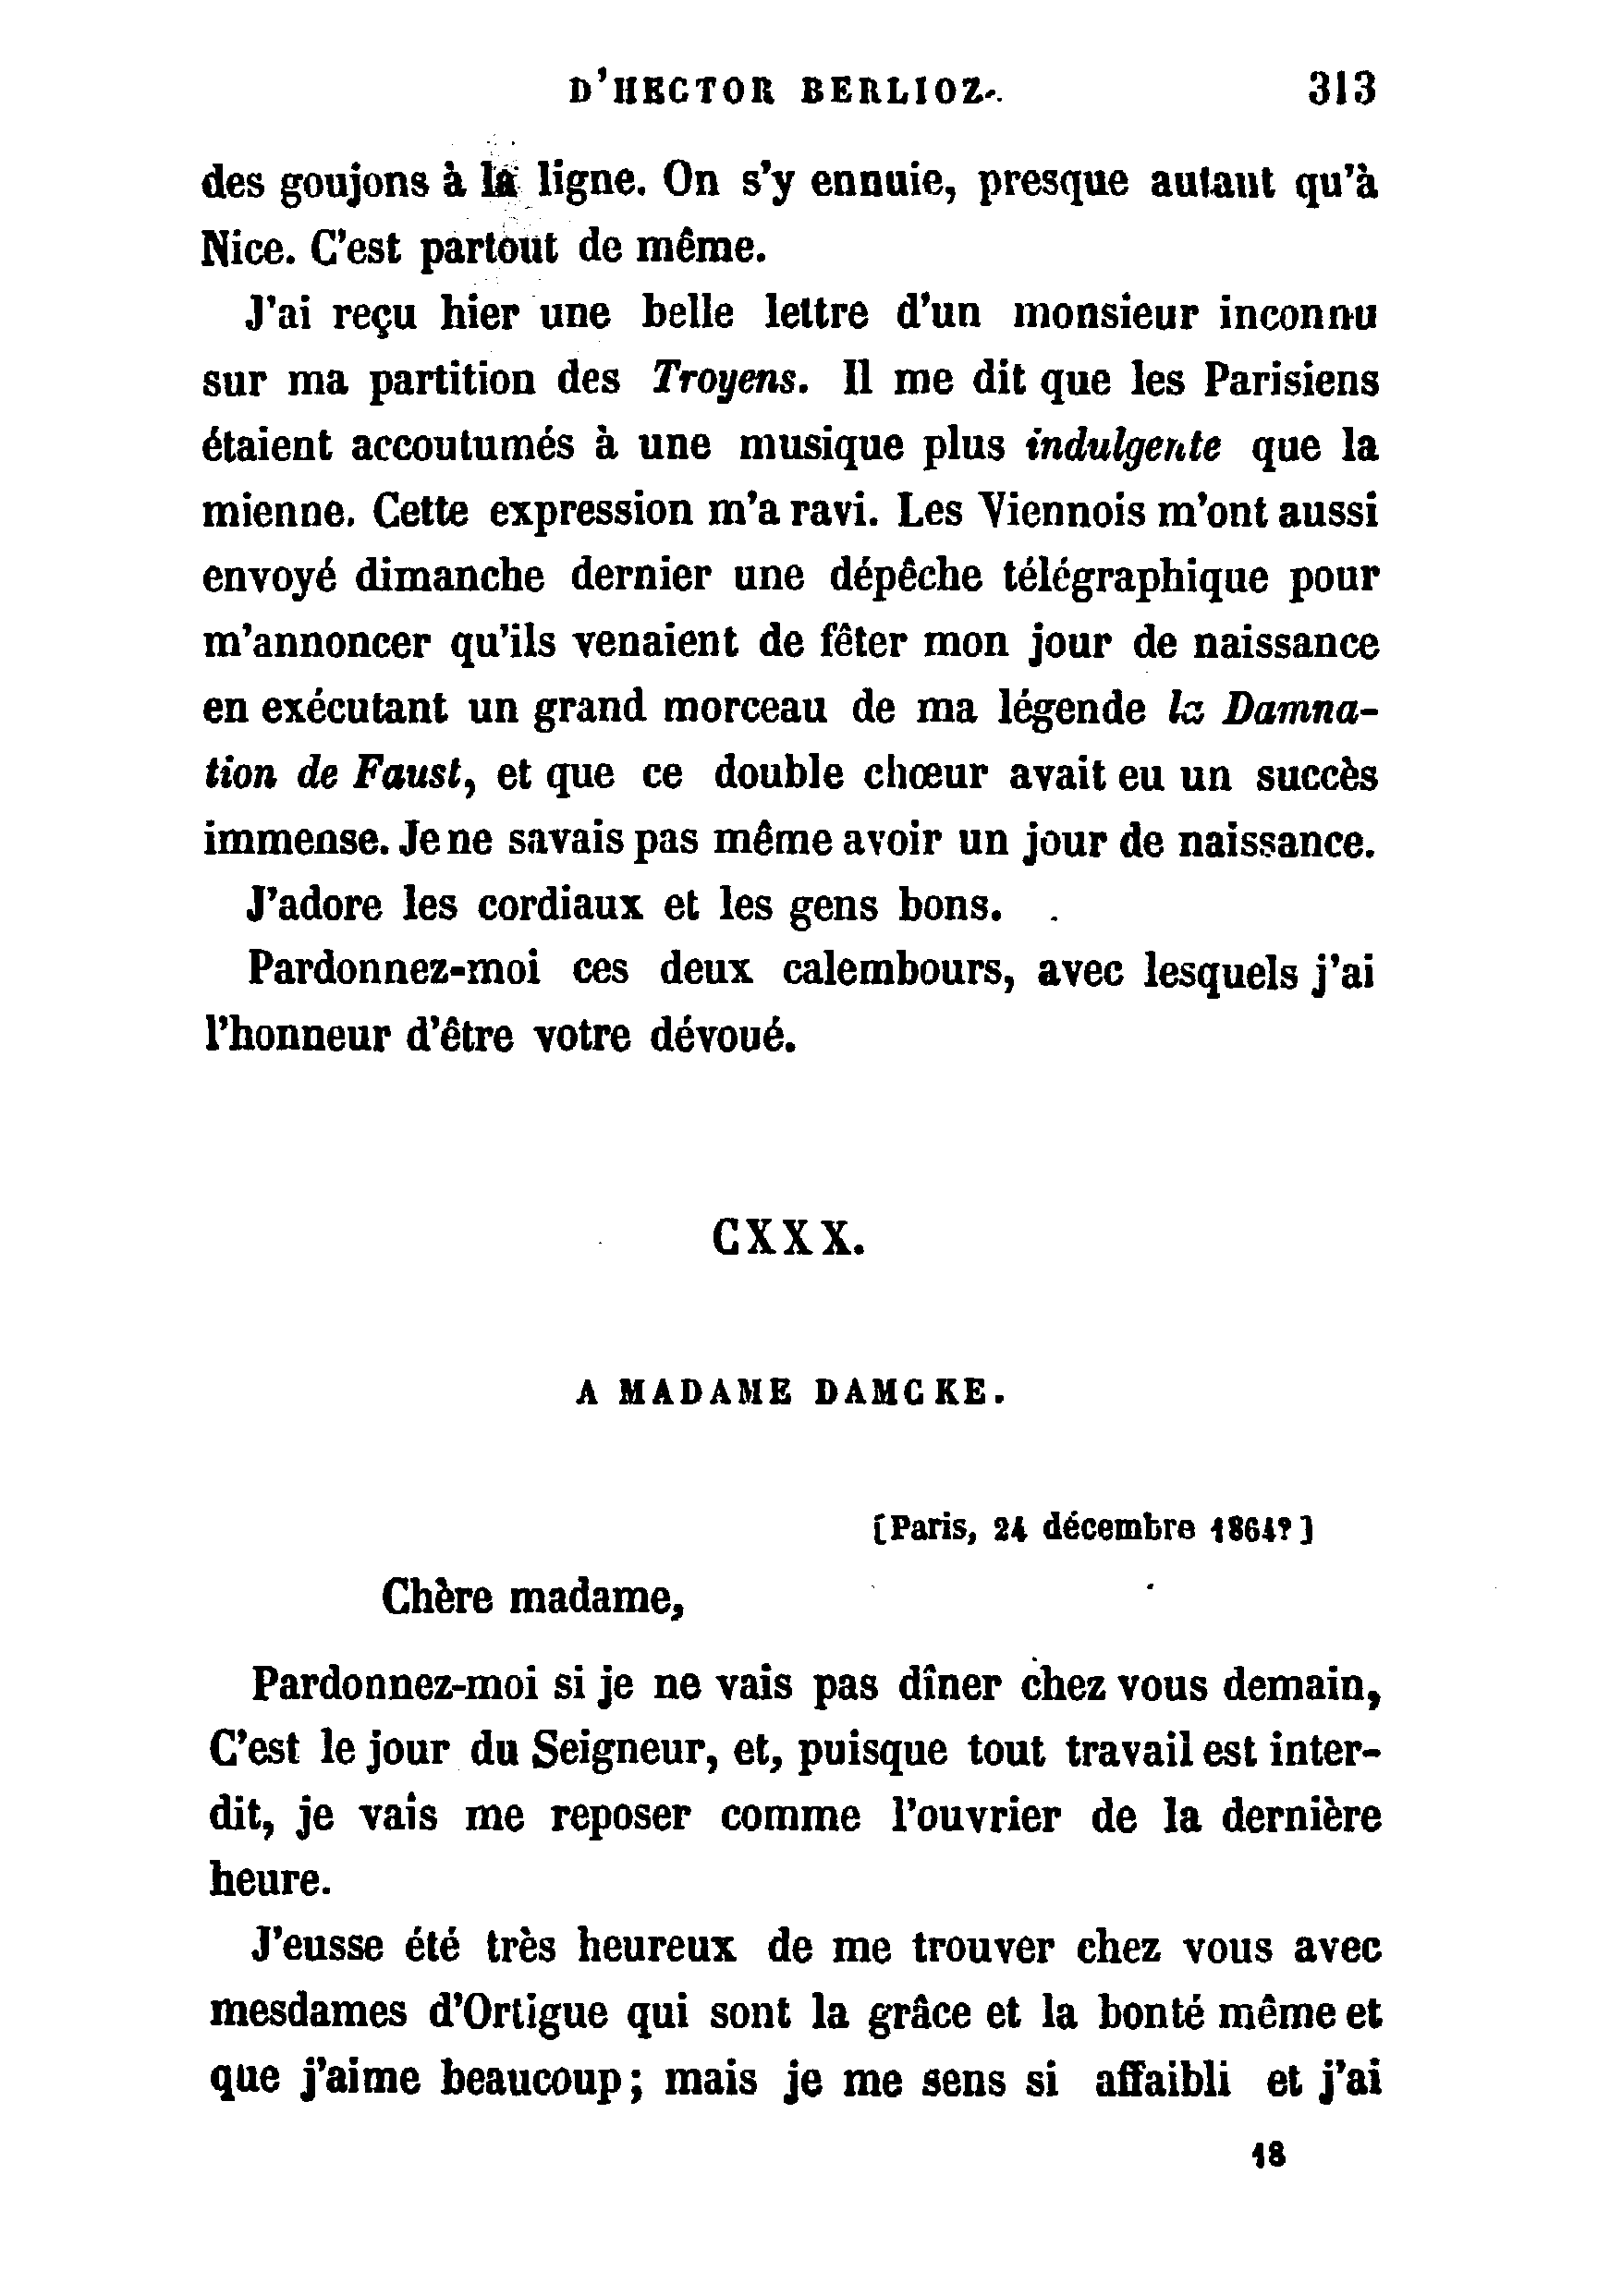 D'HECTOR BERLIOZ. 313
des goujons à la ligne. On s'y ennuie, presque autant qu'à
Nice. C'est partout de même.
J'ai reçu hier une belle lettre d'un monsieur inconnu
sur ma partition des Troyens. Il me dit que les Parisiens
étaient accoutumés à une musique plus indulgente que la
mienne. Cette expression m'a ravi. Les Viennois m'ont aussi
envoyé dimanche dernier une dépêche télégraphique pour
m'annoncer qu'ils venaient de fêter mon jour de naissance
en exécutant un grand morceau de ma légende la Damna-
tion de Faust, et que ce double chœur avait eu un succès
immense. Je ne savais pas même avoir un jour de naissance.
J'adore les cordiaux et les gens bons.
Pardonnez-moi ces deux calembours, avec lesquels j'ai
l'honneur d'être votre dévoué.
CXXX.
A MADAME DAMCKE.
[Paris, 24 décembre 1864?]
Chère madame,
Pardonnez-moi si je ne vais pas dîner chez vous demain,
C'est le jour du Seigneur, et, puisque tout travail est inter-
dit, je vais me reposer comme l'ouvrier de la dernière
heure.
J'eusse été très heureux de me trouver chez vous avec
mesdames d'Ortigue qui sont la grâce et la bonté même et
que j'aime beaucoup; mais je me sens si affaibli et j'ai
18